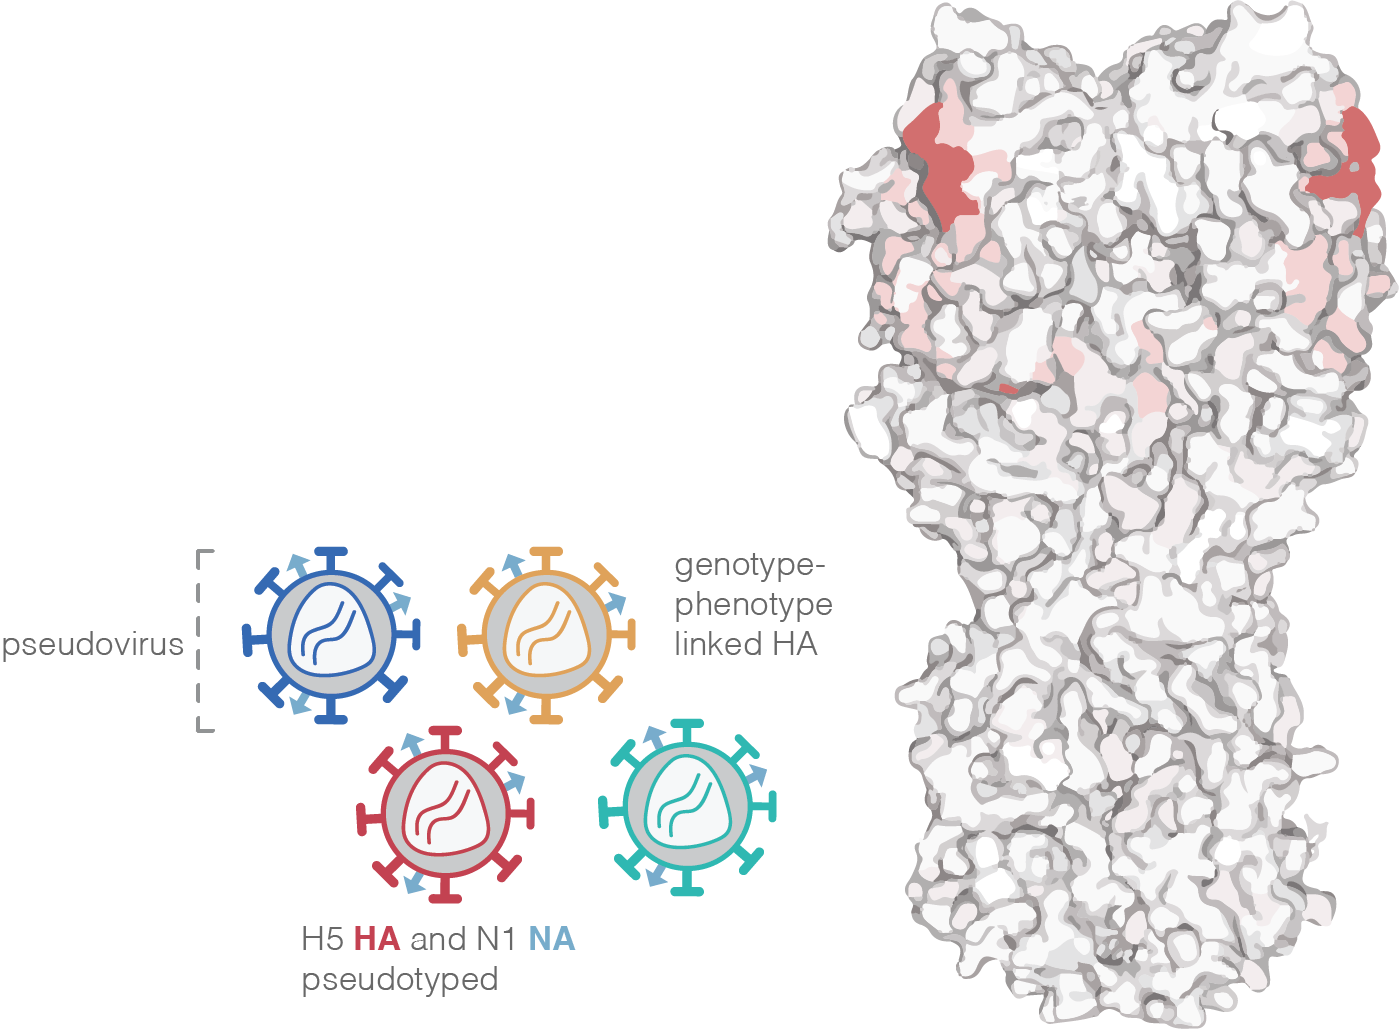 genotype-
phenotype
linked HA
pseudovirus
H5 HA and N1 NA
pseudotyped